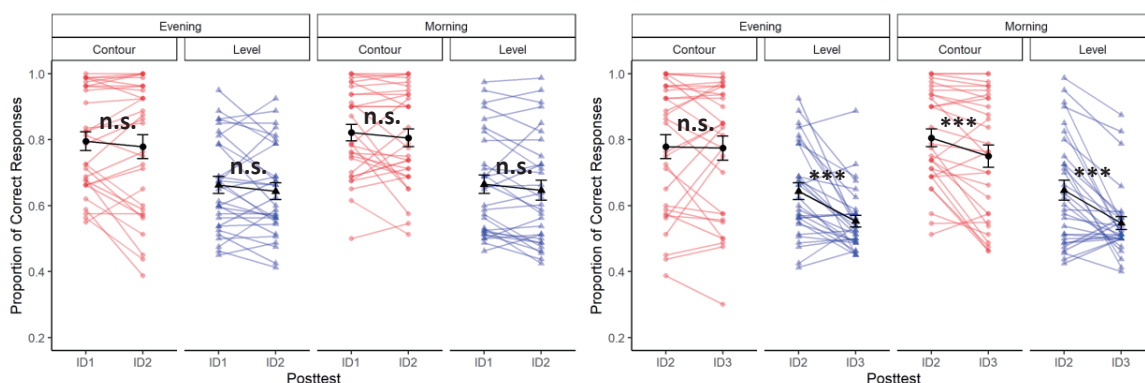 Evening Morning
Contour Level Contour Level
Proportion of Correct Responses
1.0
0.8
0.6
0.4
0.2
n.s. n.s. n.s. n.s.
ID1 ID2 ID1 ID2 ID1 ID2 ID1 ID2
Posttest
Evening Morning
Contour Level Contour Level
Proportion of Correct Responses
1.0
0.8
0.6
0.4
0.2
n.s. *** *** ***
ID2 ID3 ID2 ID3 ID2 ID3 ID2 ID3
Posttest